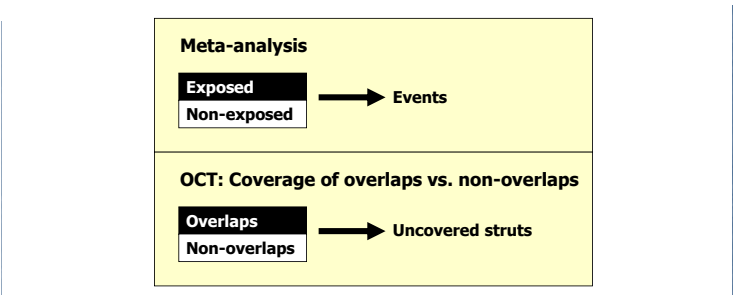 Meta-analysis
Exposed
Non-exposed
Events
OCT: Coverage of overlaps vs. non-overlaps
Overlaps
Non-overlaps
Uncovered struts